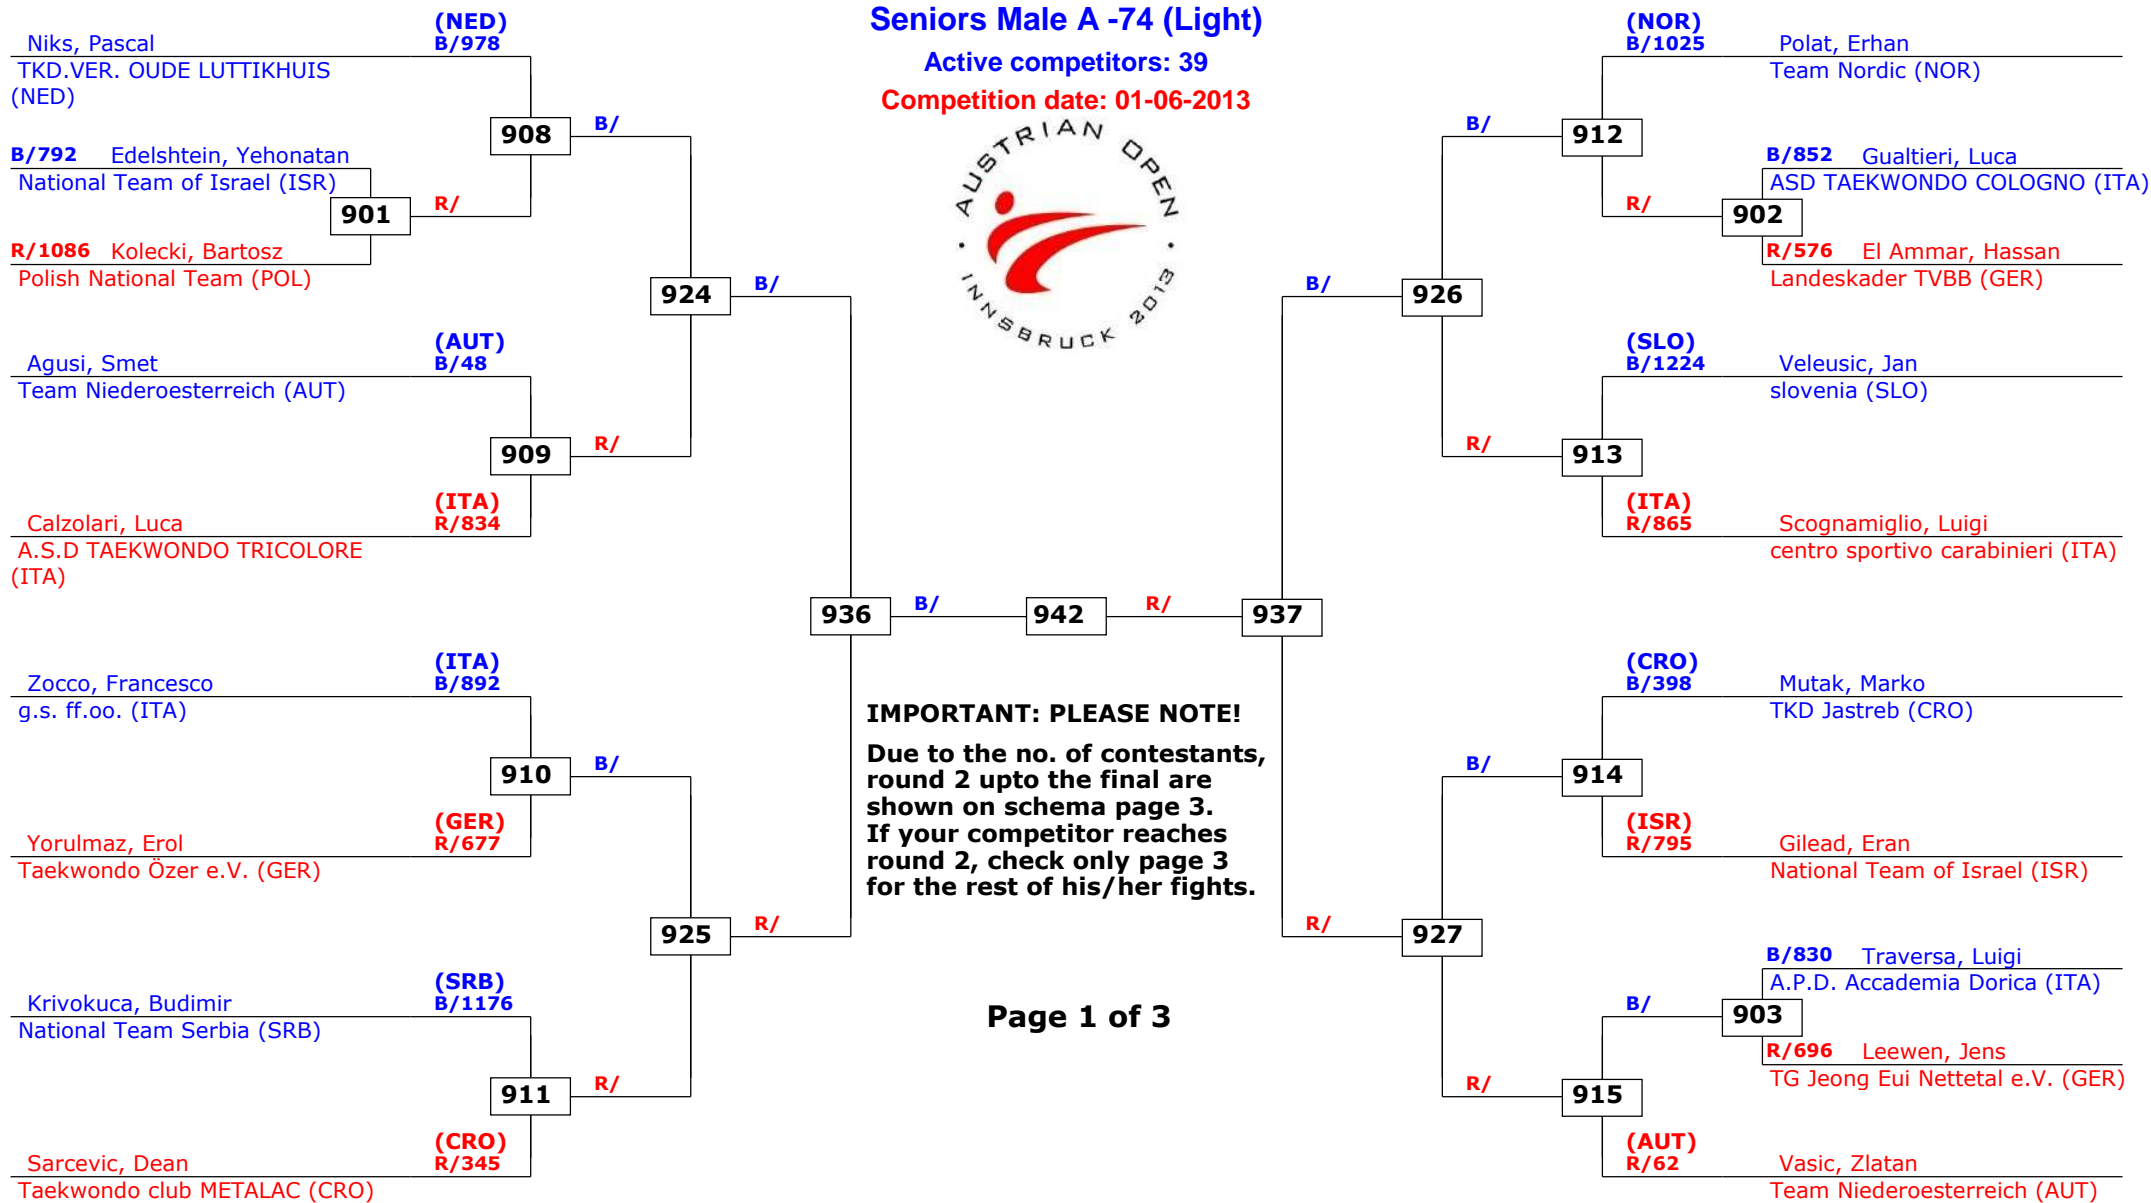 Seniors Male A -74 (Light)
Active competitors: 39
Competition date: 01-06-2013
AUSTRIAN OPEN
· INNSBRUCK 2013 ·
(NED)
Niks, Pascal B/978
TKD.VER. OUDE LUTTIKHUIS
(NED)
908 B/
B/792 Edelshtein, Yehonatan
National Team of Israel (ISR)
901 R/
R/1086 Kolecki, Bartosz
Polish National Team (POL)
924 B/
(AUT)
Agusi, Smet B/48
Team Niederoesterreich (AUT)
909 R/
(ITA)
Calzolari, Luca R/834
A.S.D TAEKWONDO TRICOLORE
(ITA)
936 B/ 942 R/ 937
(ITA)
Zocco, Francesco B/892
g.s. ff.oo. (ITA)
910 B/
(GER)
Yorulmaz, Erol R/677
Taekwondo Özer e.V. (GER)
925 R/
(SRB)
Krivokuca, Budimir B/1176
National Team Serbia (SRB)
911 R/
(CRO)
Sarcevic, Dean R/345
Taekwondo club METALAC (CRO)
IMPORTANT: PLEASE NOTE!
Due to the no. of contestants,
round 2 upto the final are
shown on schema page 3.
If your competitor reaches
round 2, check only page 3
for the rest of his/her fights.
Page 1 of 3
(NOR)
B/1025 Polat, Erhan
Team Nordic (NOR)
B/ 912
B/852 Gualtieri, Luca
ASD TAEKWONDO COLOGNO (ITA)
R/ 902
R/576 El Ammar, Hassan
Landeskader TVBB (GER)
B/ 926
(SLO)
B/1224 Veleusic, Jan
slovenia (SLO)
R/ 913
(ITA)
R/865 Scognamiglio, Luigi
centro sportivo carabinieri (ITA)
(CRO)
B/398 Mutak, Marko
TKD Jastreb (CRO)
B/ 914
(ISR)
R/795 Gilead, Eran
National Team of Israel (ISR)
R/ 927
B/830 Traversa, Luigi
A.P.D. Accademia Dorica (ITA)
B/ 903
R/696 Leewen, Jens
TG Jeong Eui Nettetal e.V. (GER)
R/ 915
(AUT)
R/62 Vasic, Zlatan
Team Niederoesterreich (AUT)